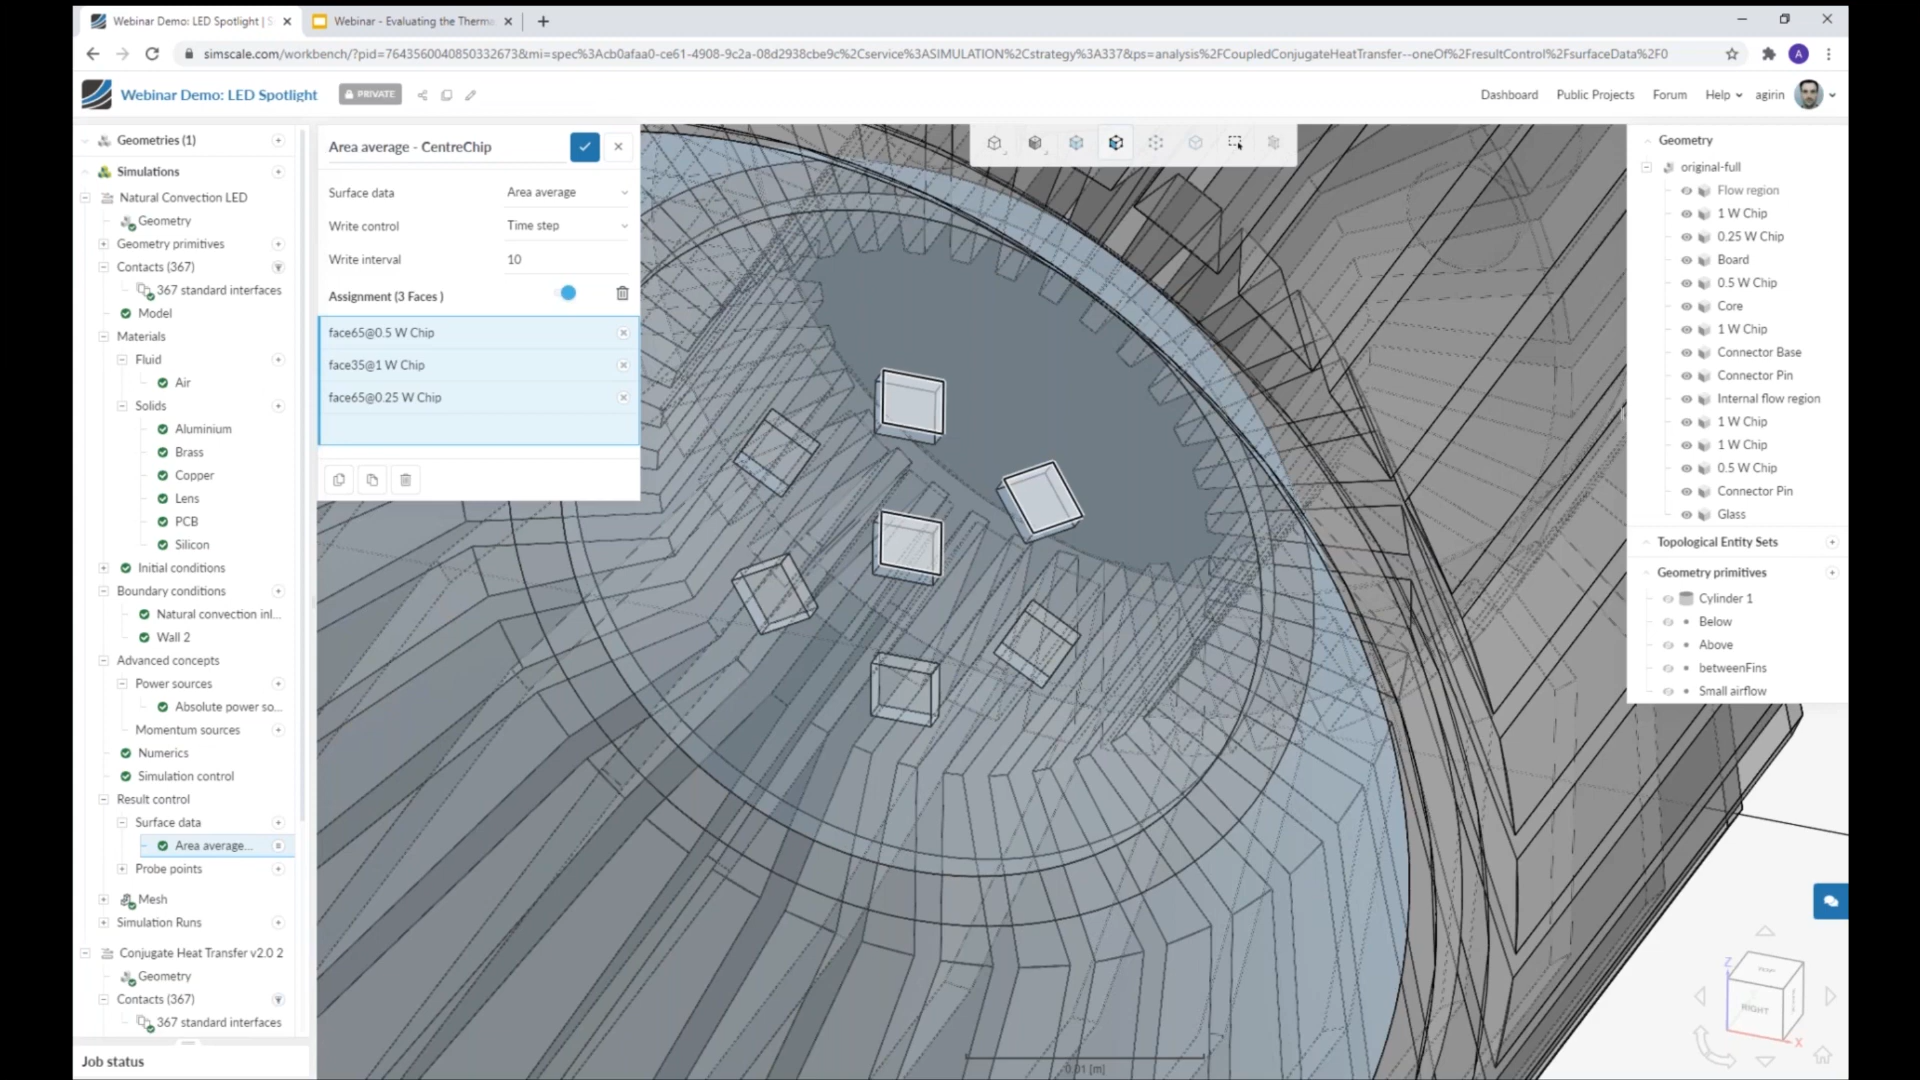 Webinar Demo: LED Spotlight | S
Webinar - Evaluating the Therma
simscale.com/workbench/?pid=7643560040850332673&mi=spec%3Acb0afaa0-ce61-4908-9c2a-08d2938cbe9c%2Cservice%3ASIMULATION%2Cstrategy%3A337&ps=analysis%2FCoupledConjugateHeatTransfer--oneOf%2FresultControl%2FsurfaceData%2F0
A
Webinar Demo: LED Spotlight
PRIVATE
Dashboard
Public Projects
Forum
Help
agirin
Geometries (1)
Simulations
Natural Convection LED
Geometry
Geometry primitives
Contacts (367)
367 standard interfaces
Model
Materials
Fluid
Air
Solids
Aluminium
Brass
Copper
Lens
PCB
Silicon
Initial conditions
Boundary conditions
Natural convection inl...
Wall 2
Advanced concepts
Power sources
Absolute power so...
Momentum sources
Numerics
Simulation control
Result control
Surface data
Area average...
Probe points
Mesh
Simulation Runs
Conjugate Heat Transfer v2.0 2
Geometry
Contacts (367)
367 standard interfaces
Job status
Area average - CentreChip
Surface data
Area average
Write control
Time step
Write interval
10
Assignment (3 Faces )
face65@0.5 W Chip
face35@1 W Chip
face65@0.25 W Chip
Geometry
original-full
Flow region
1 W Chip
0.25 W Chip
Board
0.5 W Chip
Core
1 W Chip
Connector Base
Connector Pin
Internal flow region
1 W Chip
1 W Chip
0.5 W Chip
Connector Pin
Glass
Topological Entity Sets
Geometry primitives
Cylinder 1
Below
Above
betweenFins
Small airflow
0.01 [m]
Z
TOP
RIGHT
X